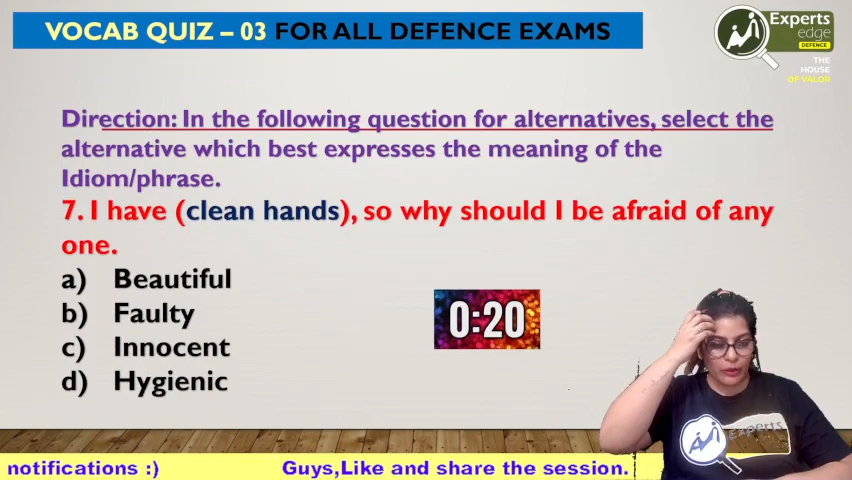 VOCAB QUIZ – 03 FOR ALL DEFENCE EXAMS
Experts
edge
DEFENCE
THE
HOUSE
OF VALOR
Direction: In the following question for alternatives, select the
alternative which best expresses the meaning of the
Idiom/phrase.
7. I have (clean hands), so why should I be afraid of any
one.
a) Beautiful
b) Faulty
c) Innocent
d) Hygienic
0:20
Experts
notifications :) Guys,Like and share the session.